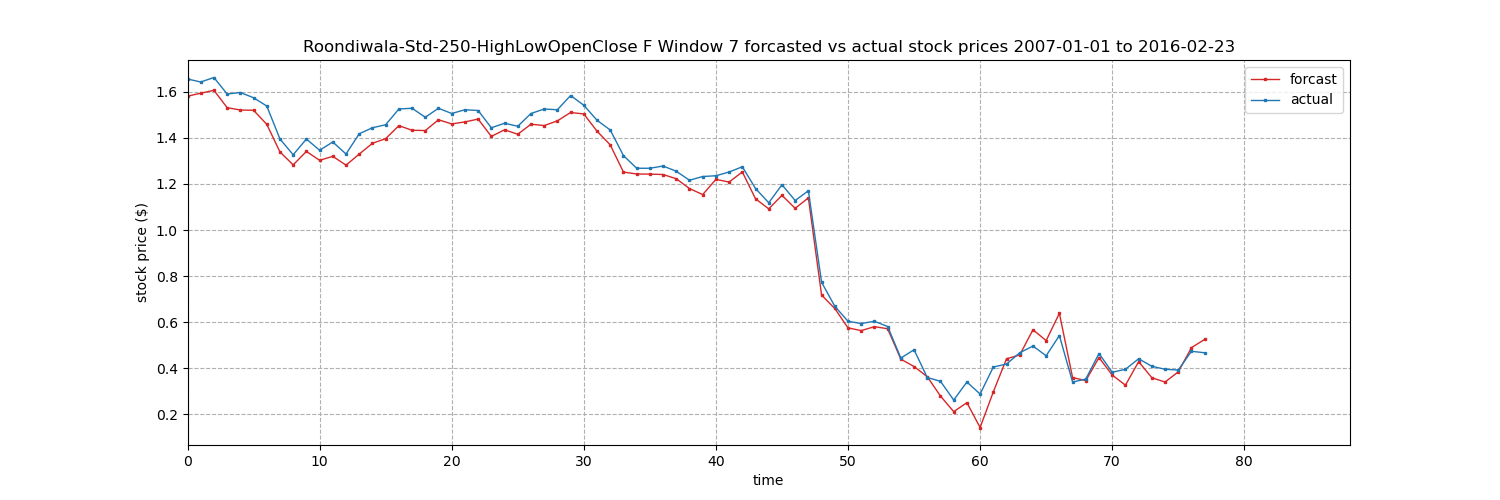 Roondiwala-Std-250-HighLowOpenClose F Window 7 forcasted vs actual stock prices 2007-01-01 to 2016-02-23
forcast
actual
stock price ($)
1.6
1.4
1.2
1.0
0.8
0.6
0.4
0.2
0 10 20 30 40 50 60 70 80
time